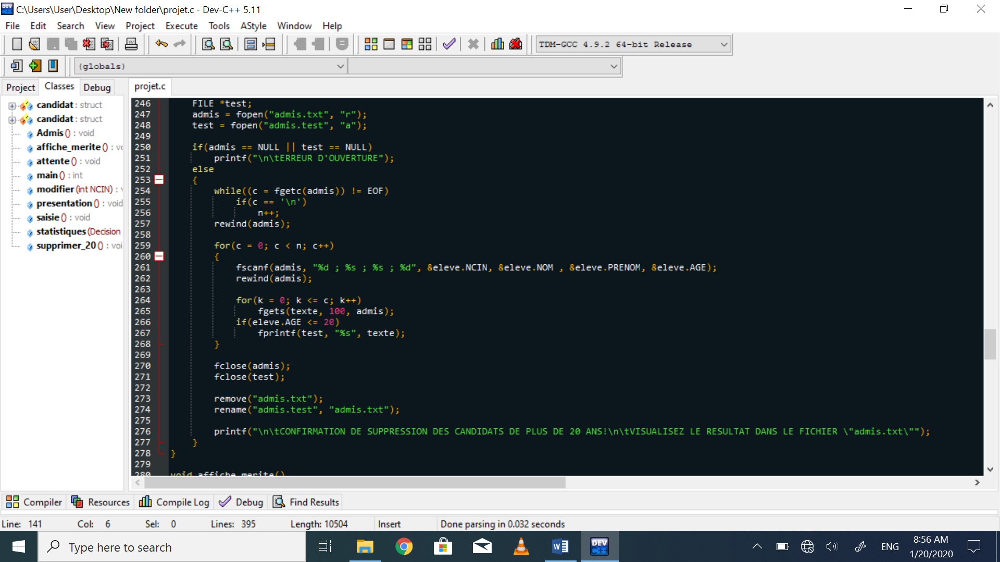 C:\Users\User\Desktop\New folder\projet.c - Dev-C++ 5.11
File Edit Search View Project Execute Tools AStyle Window Help
TDM-GCC 4.9.2 64-bit Release
(globals)
Project Classes Debug
projet.c
candidat : struct
candidat : struct
Admis () : void
affiche_merite () : vo
attente () : void
main () : int
modifier (int NCIN) :
presentation () : void
saisie () : void
statistiques (Decision
supprimer_20 () : voi
246 FILE *test;
247 admis = fopen("admis.txt", "r");
248 test = fopen("admis.test", "a");
249
250 if(admis == NULL || test == NULL)
251 printf("\n\tERREUR D'OUVERTURE");
252 else
253 {
254 while((c = fgetc(admis)) != EOF)
255 if(c == '\n')
256 n++;
257 rewind(admis);
258
259 for(c = 0; c < n; c++)
260 {
261 fscanf(admis, "%d ; %s ; %s ; %d", &eleve.NCIN, &eleve.NOM , &eleve.PRENOM, &eleve.AGE);
262 rewind(admis);
263
264 for(k = 0; k <= c; k++)
265 fgets(texte, 100, admis);
266 if(eleve.AGE <= 20)
267 fprintf(test, "%s", texte);
268 }
269
270 fclose(admis);
271 fclose(test);
272
273 remove("admis.txt");
274 rename("admis.test", "admis.txt");
275
276 printf("\n\tCONFIRMATION DE SUPPRESSION DES CANDIDATS DE PLUS DE 20 ANS!\n\tVISUALISEZ LE RESULTAT DANS LE FICHIER \"admis.txt\"");
277 }
278 }
279
280 void affiche_merite()
Compiler Resources Compile Log Debug Find Results
Line: 141 Col: 6 Sel: 0 Lines: 395 Length: 10504 Insert Done parsing in 0.032 seconds
Type here to search
DEV C++
ENG
8:56 AM
1/20/2020